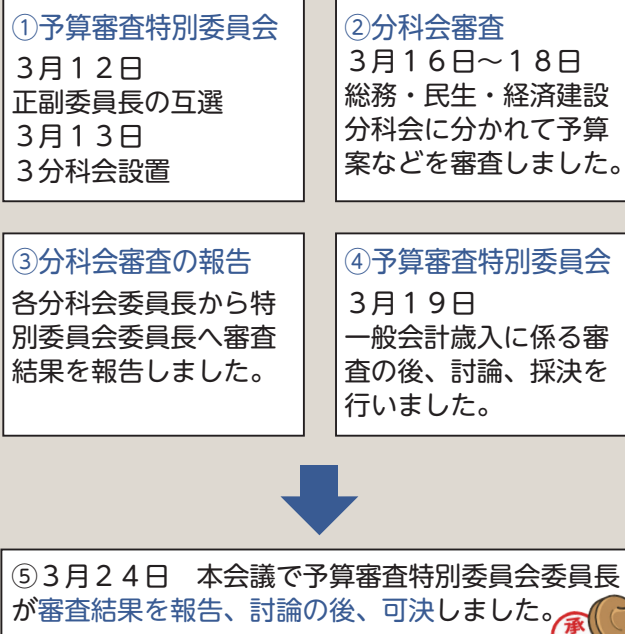 ①予算審査特別委員会
３月１２日
正副委員長の互選
３月１３日
３分科会設置
②分科会審査
３月１６日～１８日
総務・民生・経済建設
分科会に分かれて予算
案などを審査しました。
③分科会審査の報告
各分科会委員長から特
別委員会委員長へ審査
結果を報告しました。
④予算審査特別委員会
３月１９日
一般会計歳入に係る審
査の後、討論、採決を
行いました。
⑤３月２４日　本会議で予算審査特別委員会委員長
が審査結果を報告、討論の後、可決しました。
承